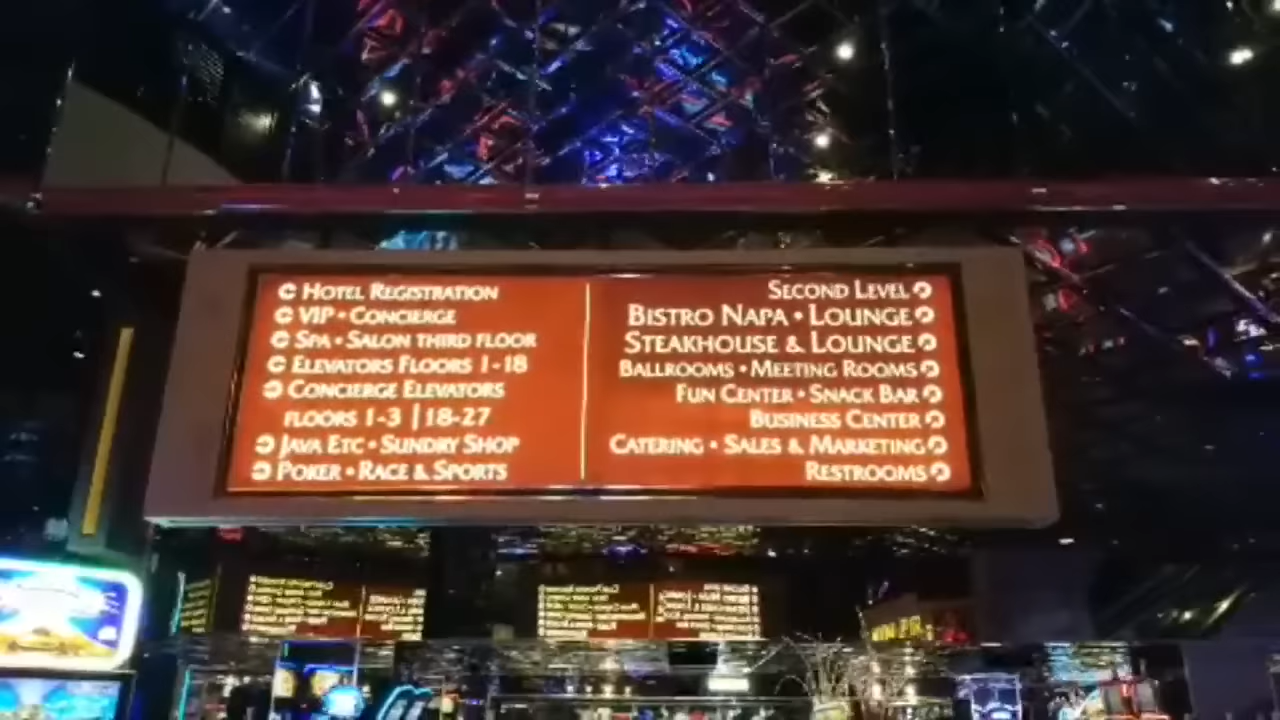 HOTEL REGISTRATION
VIP • CONCIERGE
SPA • SALON THIRD FLOOR
ELEVATORS FLOORS 1-18
CONCIERGE ELEVATORS
FLOORS 1-3 | 18-27
JAVA ETC • SUNDRY SHOP
POKER • RACE & SPORTS
SECOND LEVEL
BISTRO NAPA • LOUNGE
STEAKHOUSE & LOUNGE
BALLROOMS • MEETING ROOMS
FUN CENTER • SNACK BAR
BUSINESS CENTER
CATERING • SALES & MARKETING
RESTROOMS